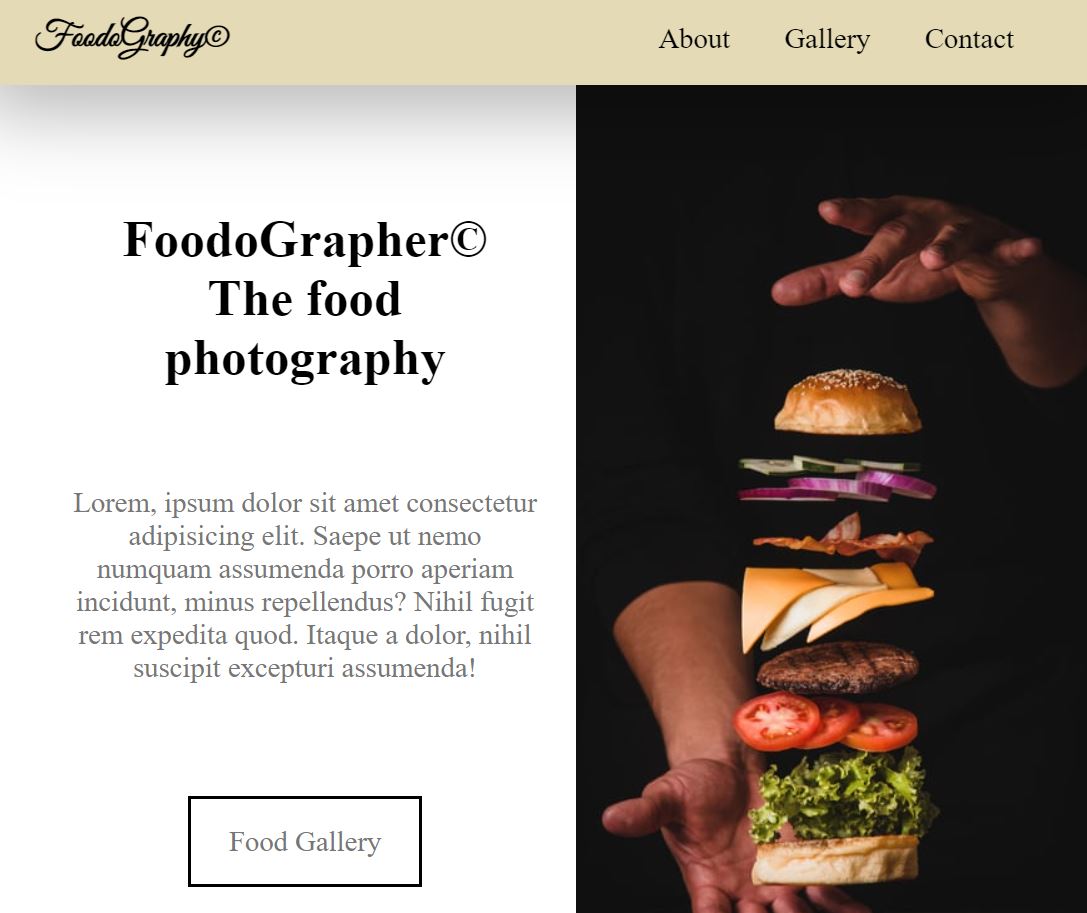 FoodoGraphy©
About Gallery Contact
FoodoGrapher©
The food
photography
Lorem, ipsum dolor sit amet consectetur
adipisicing elit. Saepe ut nemo
numquam assumenda porro aperiam
incidunt, minus repellendus? Nihil fugit
rem expedita quod. Itaque a dolor, nihil
suscipit excepturi assumenda!
Food Gallery